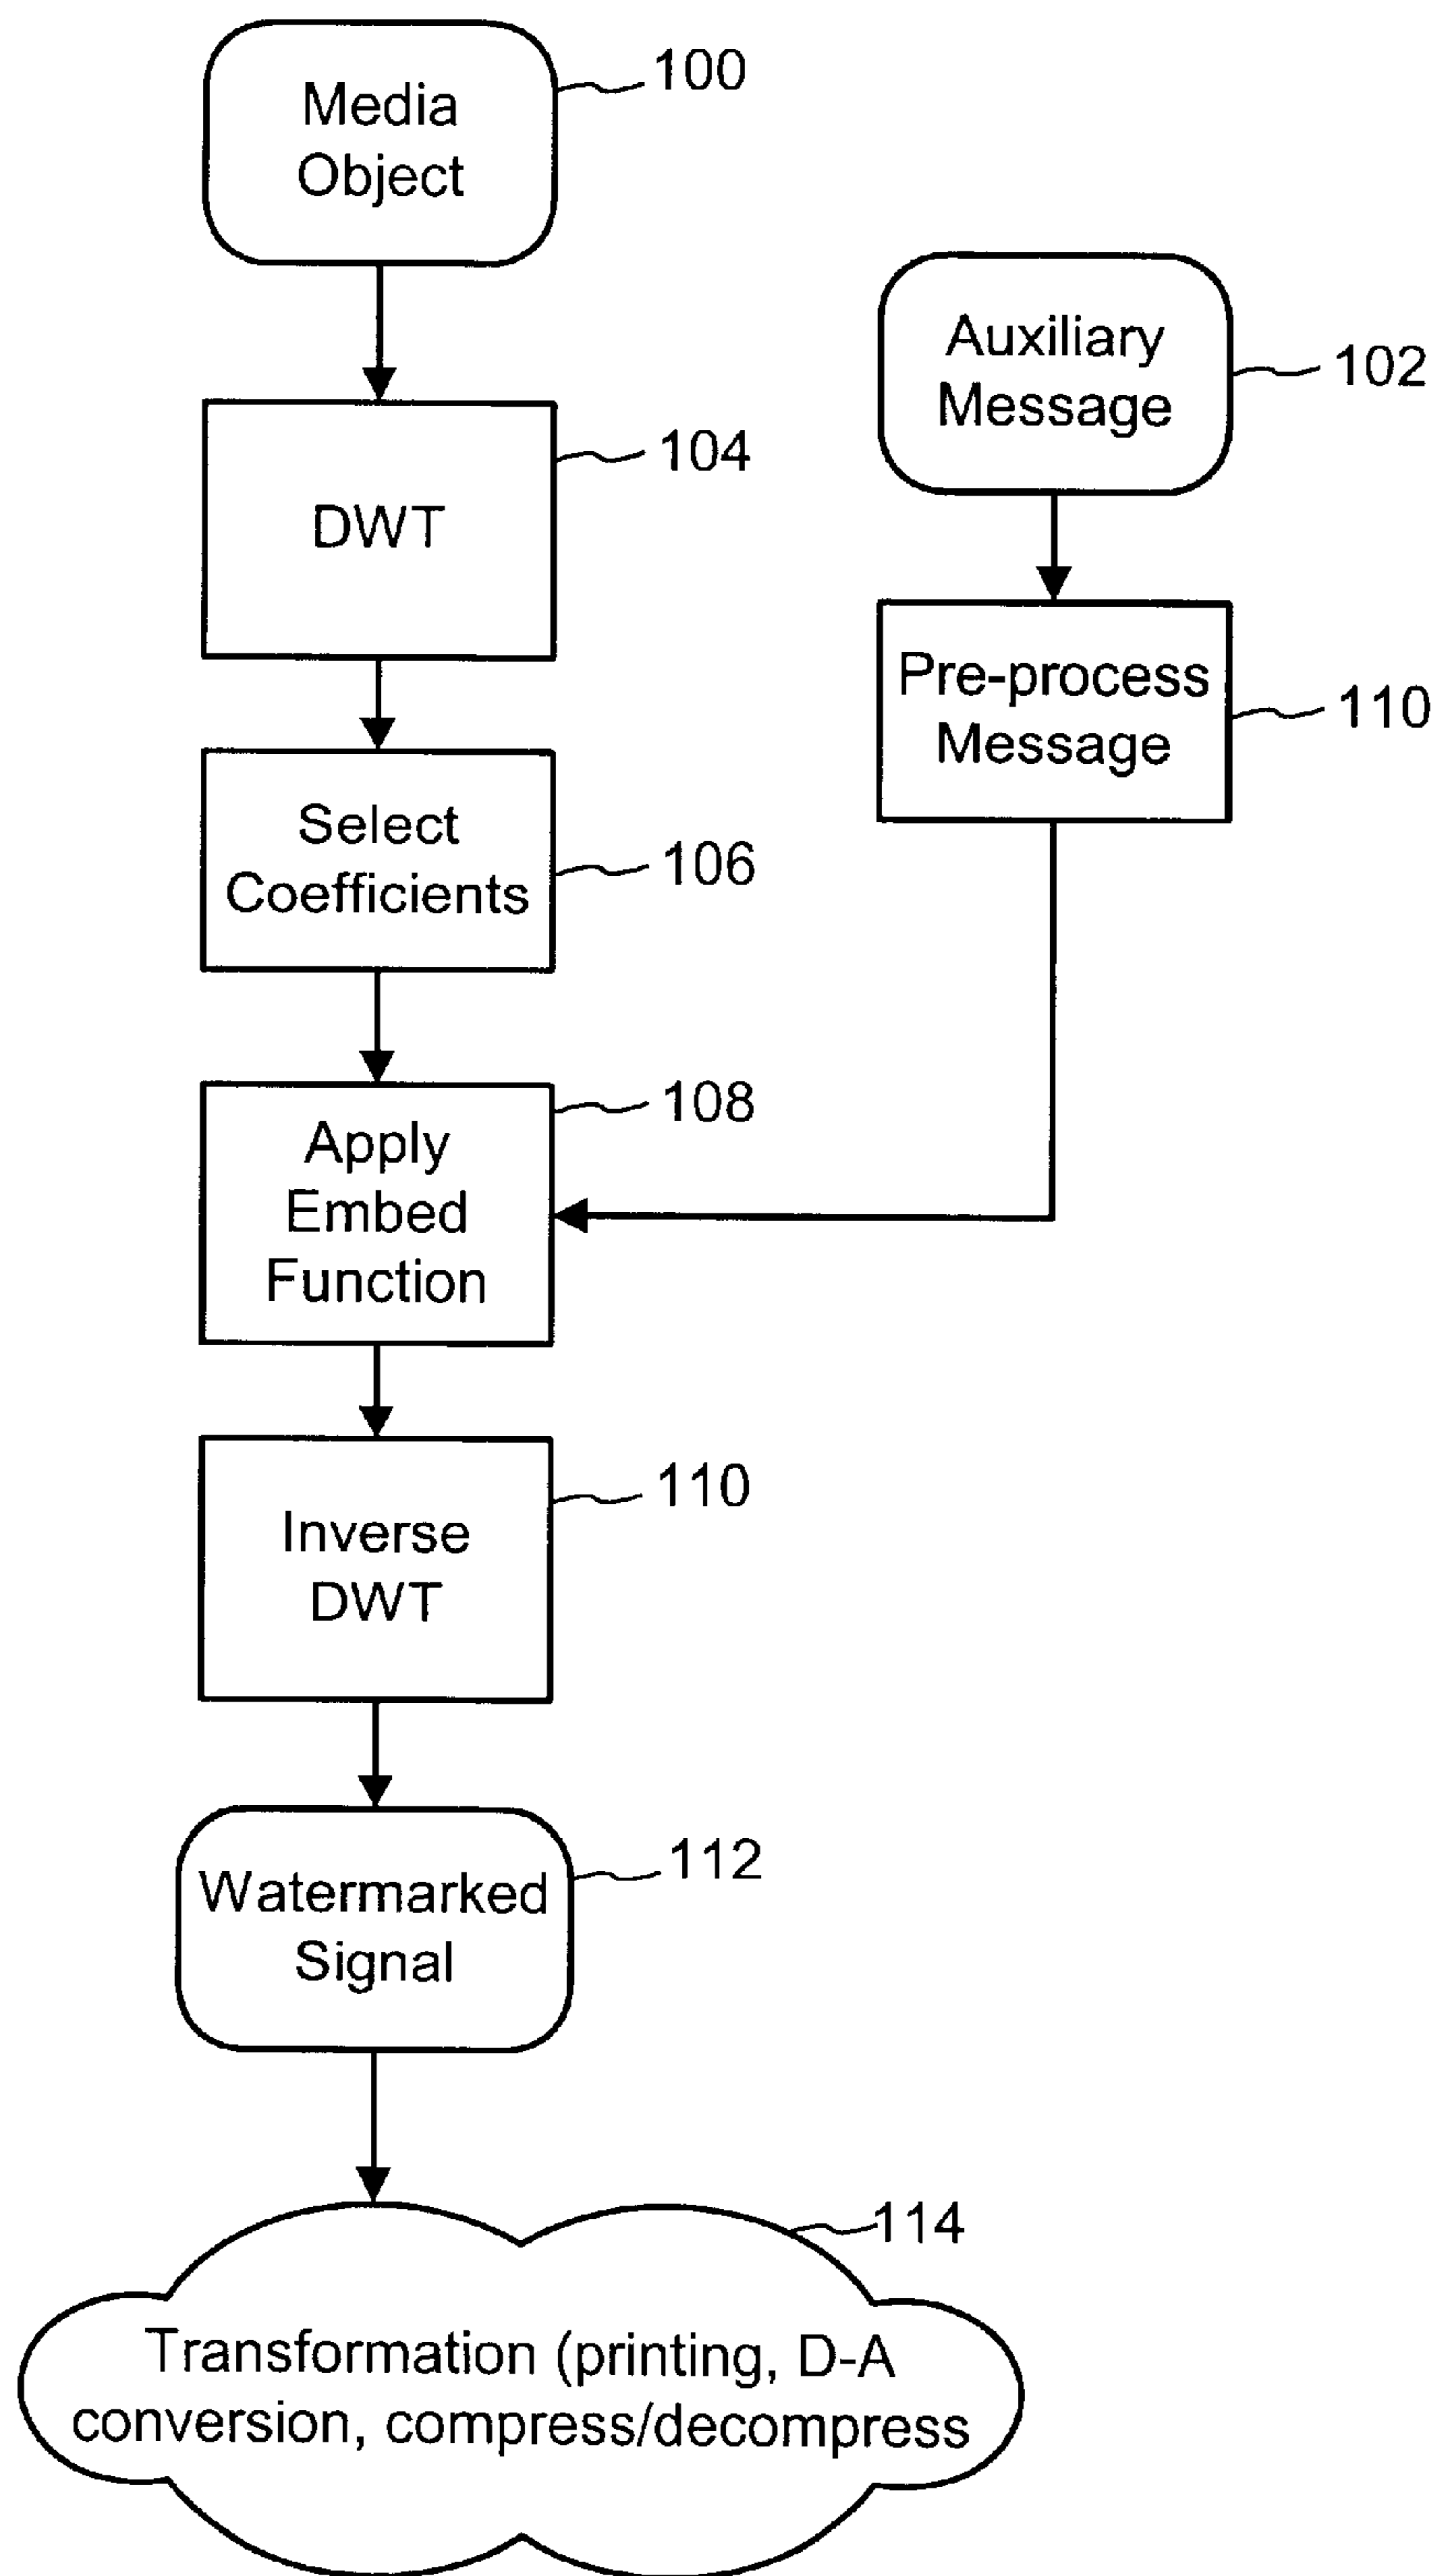 Media
Object
100
Auxiliary
Message
102
DWT
104
Pre-process
Message
110
Select
Coefficients
106
Apply
Embed
Function
108
Inverse
DWT
110
Watermarked
Signal
112
114
Transformation (printing, D-A
conversion, compress/decompress